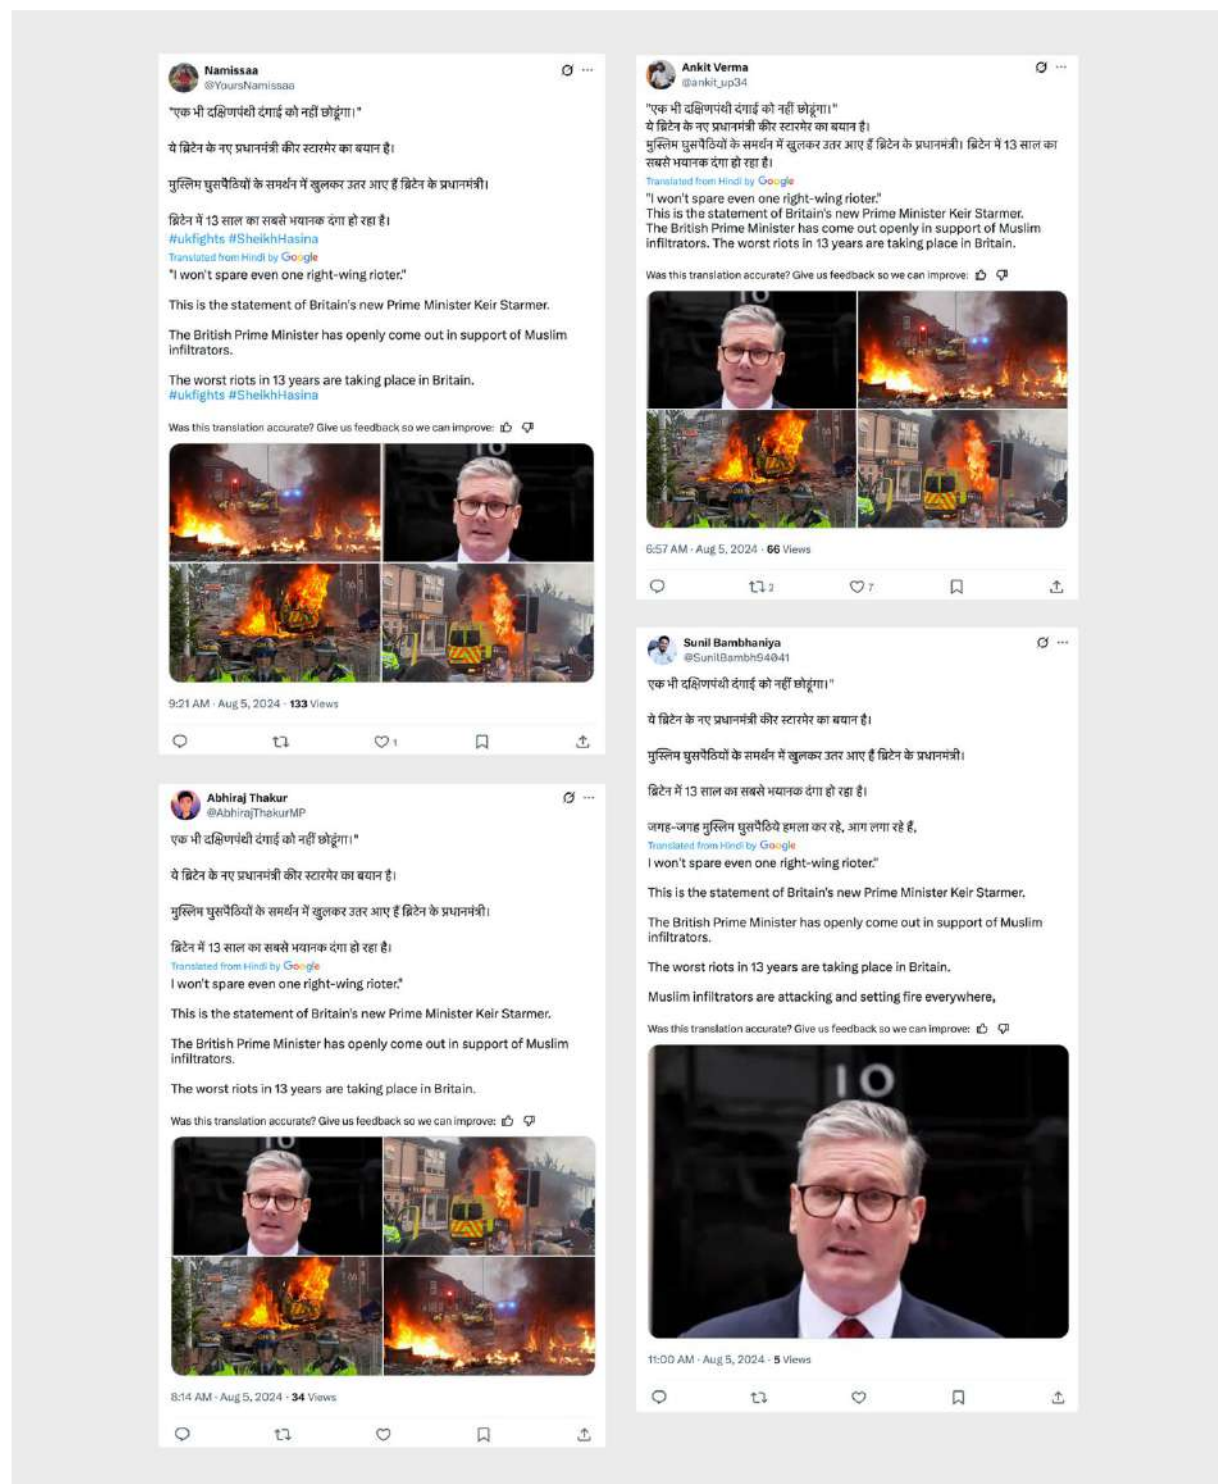 Namissaa
@YoursNamissaa
"एक भी दक्षिणपंथी दंगाई को नहीं छोडूंगा।"
ये ब्रिटेन के नए प्रधानमंत्री कीर स्टारमेर का बयान है।
मुस्लिम घुसपैठियों के समर्थन में खुलकर उतर आए हैं ब्रिटेन के प्रधानमंत्री।
ब्रिटेन में 13 साल का सबसे भयानक दंगा हो रहा है।
#ukfights #SheikhHasina
Translated from Hindi by Google
"I won't spare even one right-wing rioter."
This is the statement of Britain's new Prime Minister Keir Starmer.
The British Prime Minister has openly come out in support of Muslim
infiltrators.
The worst riots in 13 years are taking place in Britain.
#ukfights #SheikhHasina
Was this translation accurate? Give us feedback so we can improve:
10
9:21 AM · Aug 5, 2024 · 133 Views
1
Abhiraj Thakur
@AbhirajThakurMP
एक भी दक्षिणपंथी दंगाई को नहीं छोडूंगा।"
ये ब्रिटेन के नए प्रधानमंत्री कीर स्टारमेर का बयान है।
मुस्लिम घुसपैठियों के समर्थन में खुलकर उतर आए हैं ब्रिटेन के प्रधानमंत्री।
ब्रिटेन में 13 साल का सबसे भयानक दंगा हो रहा है।
Translated from Hindi by Google
I won't spare even one right-wing rioter."
This is the statement of Britain's new Prime Minister Keir Starmer.
The British Prime Minister has openly come out in support of Muslim
infiltrators.
The worst riots in 13 years are taking place in Britain.
Was this translation accurate? Give us feedback so we can improve:
10
8:14 AM · Aug 5, 2024 · 34 Views
Ankit Verma
@ankit_up34
"एक भी दक्षिणपंथी दंगाई को नहीं छोडूंगा।"
ये ब्रिटेन के नए प्रधानमंत्री कीर स्टारमेर का बयान है।
मुस्लिम घुसपैठियों के समर्थन में खुलकर उतर आए हैं ब्रिटेन के प्रधानमंत्री। ब्रिटेन में 13 साल का
सबसे भयानक दंगा हो रहा है।
Translated from Hindi by Google
"I won't spare even one right-wing rioter."
This is the statement of Britain's new Prime Minister Keir Starmer.
The British Prime Minister has come out openly in support of Muslim
infiltrators. The worst riots in 13 years are taking place in Britain.
Was this translation accurate? Give us feedback so we can improve:
10
6:57 AM · Aug 5, 2024 · 66 Views
2 7
Sunil Bambhaniya
@SunilBambh94041
एक भी दक्षिणपंथी दंगाई को नहीं छोडूंगा।"
ये ब्रिटेन के नए प्रधानमंत्री कीर स्टारमेर का बयान है।
मुस्लिम घुसपैठियों के समर्थन में खुलकर उतर आए हैं ब्रिटेन के प्रधानमंत्री।
ब्रिटेन में 13 साल का सबसे भयानक दंगा हो रहा है।
जगह-जगह मुस्लिम घुसपैठिये हमला कर रहे, आग लगा रहे हैं,
Translated from Hindi by Google
I won't spare even one right-wing rioter."
This is the statement of Britain's new Prime Minister Keir Starmer.
The British Prime Minister has openly come out in support of Muslim
infiltrators.
The worst riots in 13 years are taking place in Britain.
Muslim infiltrators are attacking and setting fire everywhere,
Was this translation accurate? Give us feedback so we can improve:
10
11:00 AM · Aug 5, 2024 · 5 Views